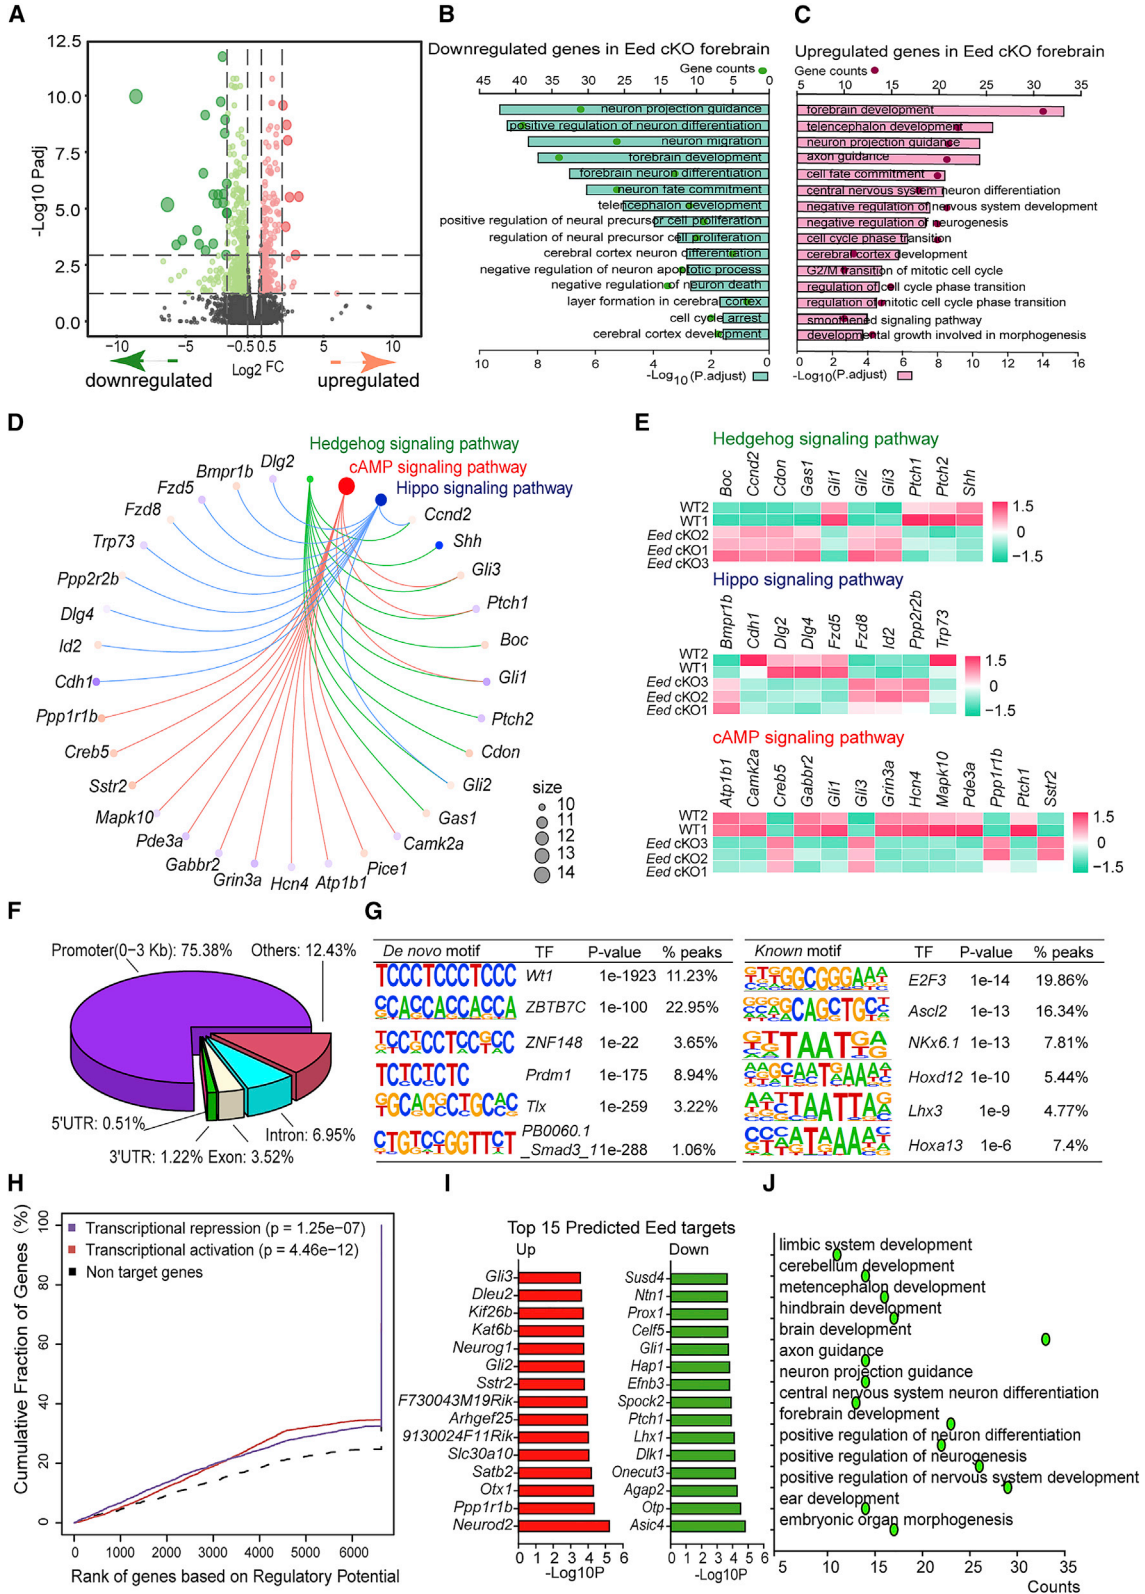 A
12.5
10.0
7.5
5.0
2.5
0.0
-Log10 Padj
−10
−5
-0.5 0.5
5
10
Log2 FC
downregulated
upregulated
B
Downregulated genes in Eed cKO forebrain
Gene counts
45 40 35 30 25 20 15 10 5 0
neuron projection guidance
positive regulation of neuron differentiation
neuron migration
forebrain development
forebrain neuron differentiation
neuron fate commitment
telencephalon development
positive regulation of neural precursor cell proliferation
regulation of neural precursor cell proliferation
cerebral cortex neuron differentiation
negative regulation of neuron apoptotic process
negative regulation of neuron death
layer formation in cerebral cortex
cell cycle arrest
cerebral cortex development
10 8 6 4 2 0
-Log10 (P.adjust)
C
Upregulated genes in Eed cKO forebrain
Gene counts
5 10 15 20 25 30 35
forebrain development
telencephalon development
neuron projection guidance
axon guidance
cell fate commitment
central nervous system neuron differentiation
negative regulation of nervous system development
negative regulation of neurogenesis
cell cycle phase transition
cerebral cortex development
G2/M transition of mitotic cell cycle
regulation of cell cycle phase transition
regulation of mitotic cell cycle phase transition
smoothened signaling pathway
developmental growth involved in morphogenesis
2 4 6 8 10 12 14 16
-Log10(P.adjust)
D
Hedgehog signaling pathway
cAMP signaling pathway
Hippo signaling pathway
Dlg2
Bmpr1b
Fzd5
Fzd8
Trp73
Ppp2r2b
Dlg4
Id2
Cdh1
Ppp1r1b
Creb5
Sstr2
Mapk10
Pde3a
Gabbr2
Grin3a
Hcn4
Atp1b1
Pice1
Camk2a
Gas1
Gli2
Cdon
Ptch2
Gli1
Boc
Ptch1
Gli3
Shh
Ccnd2
size
10
11
12
13
14
E
Hedgehog signaling pathway
Boc Ccnd2 Cdon Gas1 Gli1 Gli2 Gli3 Ptch1 Ptch2 Shh
WT2
WT1
Eed cKO2
Eed cKO1
Eed cKO3
1.5
0
−1.5
Hippo signaling pathway
Bmpr1b Cdh1 Dlg2 Dlg4 Fzd5 Fzd8 Id2 Ppp2r2b Trp73
WT2
WT1
Eed cKO3
Eed cKO2
Eed cKO1
1.5
0
−1.5
cAMP signaling pathway
Atp1b1 Camk2a Creb5 Gabbr2 Gli1 Gli3 Grin3a Hcn4 Mapk10 Pde3a Ppp1r1b Ptch1 Sstr2
WT2
WT1
Eed cKO3
Eed cKO2
Eed cKO1
1.5
0
−1.5
F
Promoter(0−3 Kb): 75.38%
Others: 12.43%
5'UTR: 0.51%
3'UTR: 1.22%
Exon: 3.52%
Intron: 6.95%
G
De novo motif TF P-value % peaks
TCCCTCCCTCCC Wt1 1e-1923 11.23%
CCACCACCACCA ZBTB7C 1e-100 22.95%
TCCTCCTCCTCC ZNF148 1e-22 3.65%
TCTCCCTC Prdm1 1e-175 8.94%
GGCAGGCTGCAC Tlx 1e-259 3.22%
CTGTCTGGTTCT PB0060.1_Smad3_1 1e-288 1.06%
Known motif TF P-value % peaks
E2F3 1e-14 19.86%
Ascl2 1e-13 16.34%
NKx6.1 1e-13 7.81%
Hoxd12 1e-10 5.44%
Lhx3 1e-9 4.77%
Hoxa13 1e-6 7.4%
H
Cumulative Fraction of Genes (%)
100
80
60
40
20
0
Transcriptional repression (p = 1.25e−07)
Transcriptional activation (p = 4.46e−12)
Non target genes
0 1000 2000 3000 4000 5000 6000
Rank of genes based on Regulatory Potential
I
Top 15 Predicted Eed targets
Up
Gli3
Dleu2
Kif26b
Kat6b
Neurog1
Gli2
Sstr2
F730043M19Rik
Arhgef25
9130024F11Rik
Slc30a10
Satb2
Otx1
Ppp1r1b
Neurod2
0 1 2 3 4 5 6
-Log10P
Down
Susd4
Ntn1
Prox1
Celf5
Gli1
Hap1
Efnb3
Spock2
Ptch1
Lhx1
Dlk1
Onecut3
Agap2
Otp
Asic4
0 1 2 3 4 5 6
-Log10P
J
limbic system development
cerebellum development
metencephalon development
hindbrain development
brain development
axon guidance
neuron projection guidance
central nervous system neuron differentiation
forebrain development
positive regulation of neuron differentiation
positive regulation of neurogenesis
positive regulation of nervous system development
ear development
embryonic organ morphogenesis
5 10 15 20 25 30 35
Counts